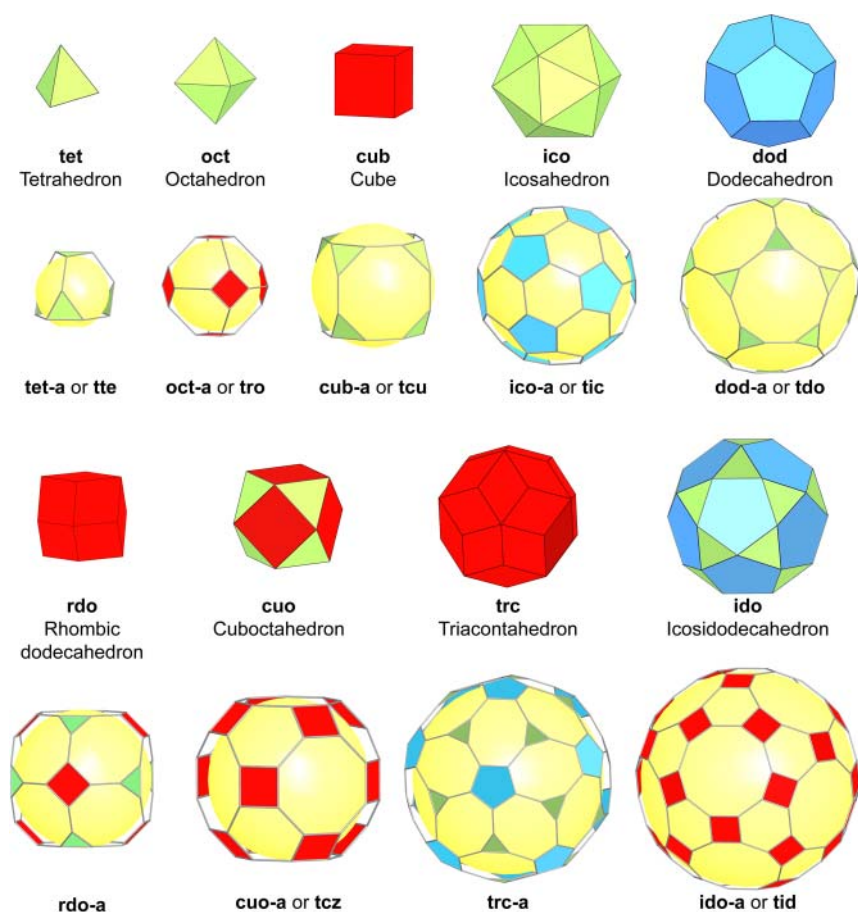 tet oct cub ico dod
Tetrahedron Octahedron Cube Icosahedron Dodecahedron
tet-a or tte oct-a or tro cub-a or tcu ico-a or tic dod-a or tdo
rdo cuo trc ido
Rhombic Cuboctahedron Triacontahedron Icosidodecahedron
dodecahedron
rdo-a cuo-a or tcz trc-a ido-a or tid